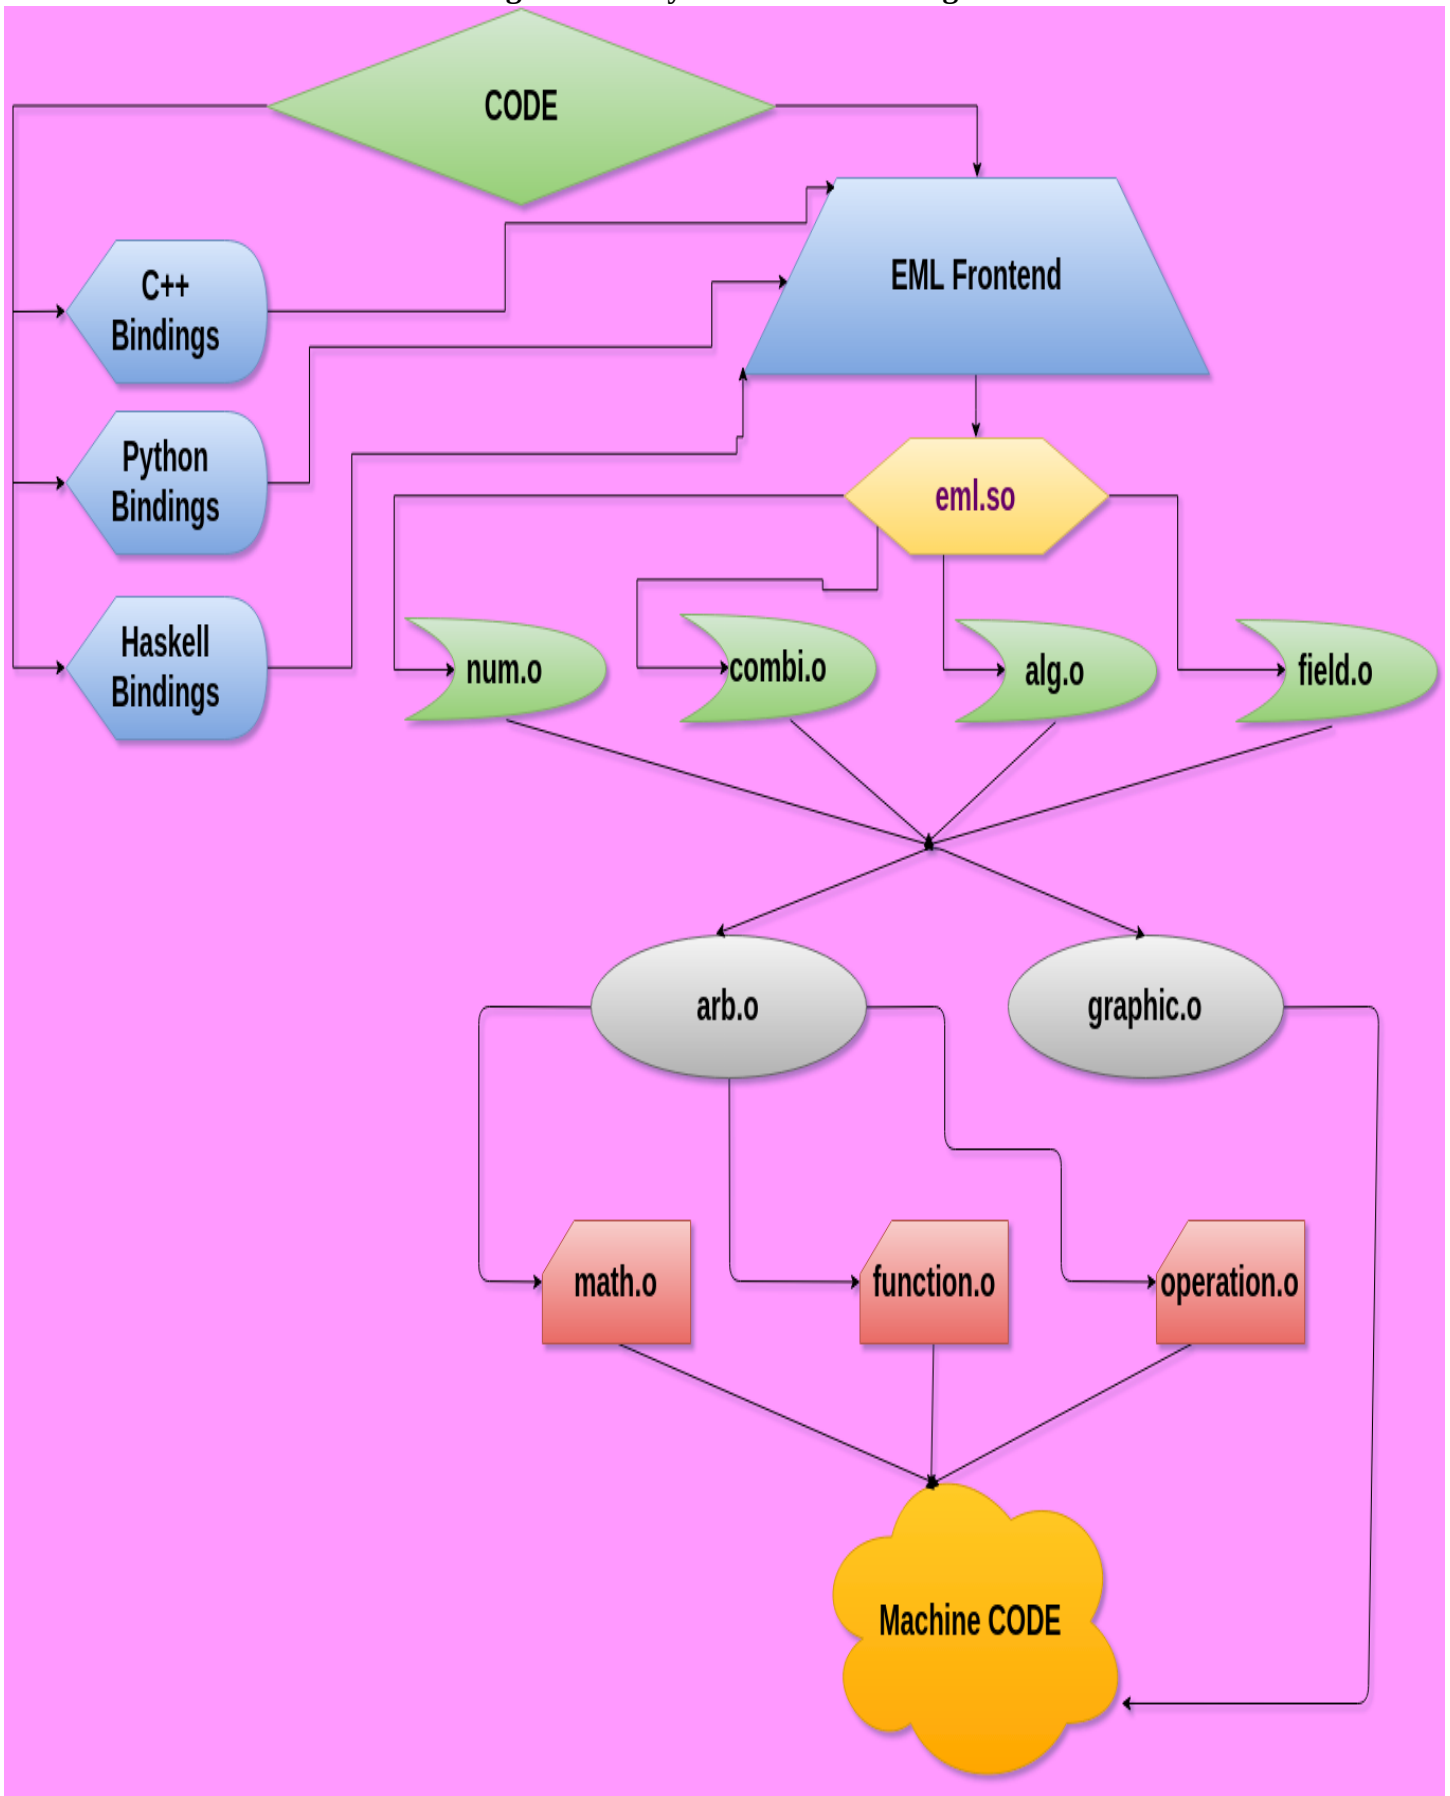 CODE
EML Frontend
C++
Bindings
Python
Bindings
eml.so
Haskell
Bindings
num.o
combi.o
alg.o
field.o
arb.o
graphic.o
math.o
function.o
operation.o
Machine CODE